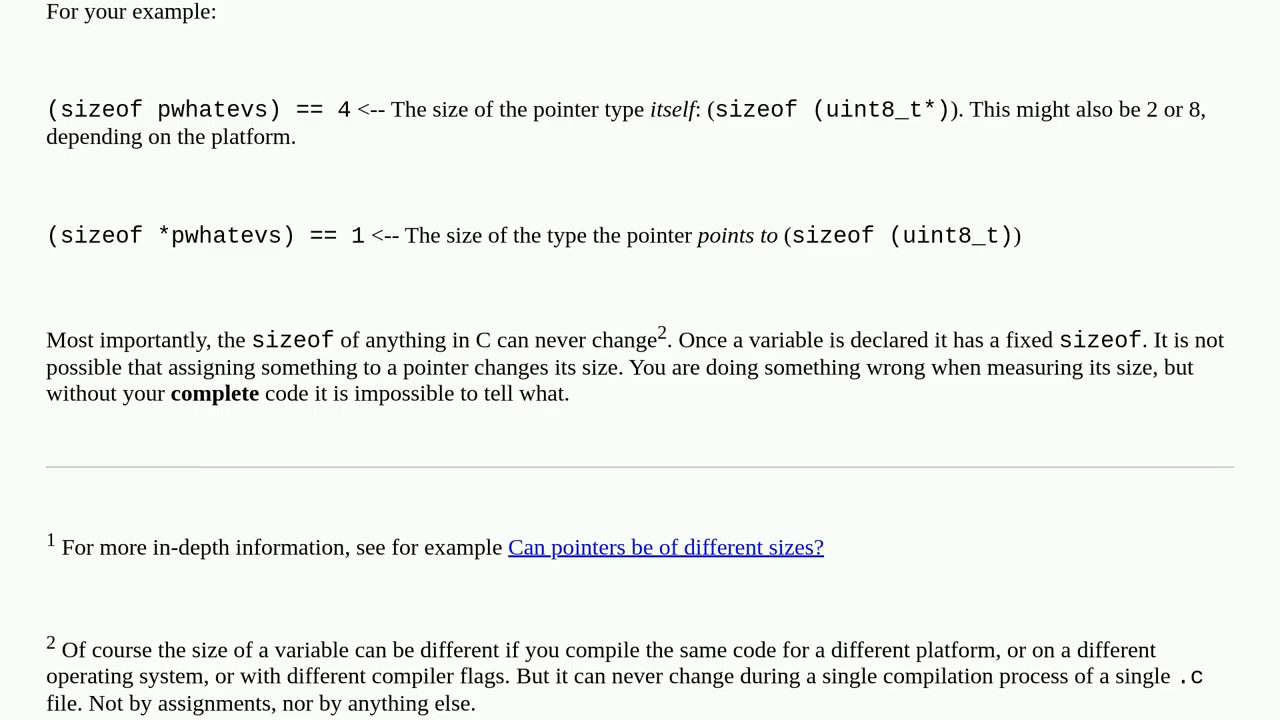 For your example:
(sizeof pwhatevs) == 4 <-- The size of the pointer type itself: (sizeof (uint8_t*)). This might also be 2 or 8,
depending on the platform.
(sizeof *pwhatevs) == 1 <-- The size of the type the pointer points to (sizeof (uint8_t))
Most importantly, the sizeof of anything in C can never change2. Once a variable is declared it has a fixed sizeof. It is not
possible that assigning something to a pointer changes its size. You are doing something wrong when measuring its size, but
without your complete code it is impossible to tell what.
1 For more in-depth information, see for example Can pointers be of different sizes?
2 Of course the size of a variable can be different if you compile the same code for a different platform, or on a different
operating system, or with different compiler flags. But it can never change during a single compilation process of a single .c
file. Not by assignments, nor by anything else.